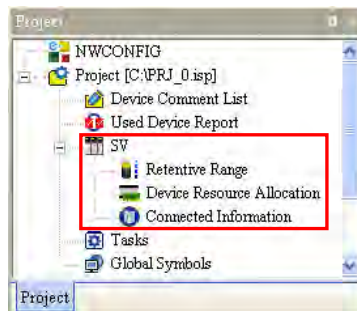 Project
NWCONFIG
Project [C:\PRJ_0.isp]
Device Comment List
Used Device Report
SV
Retentive Range
Device Resource Allocation
Connected Information
Tasks
Global Symbols
Project